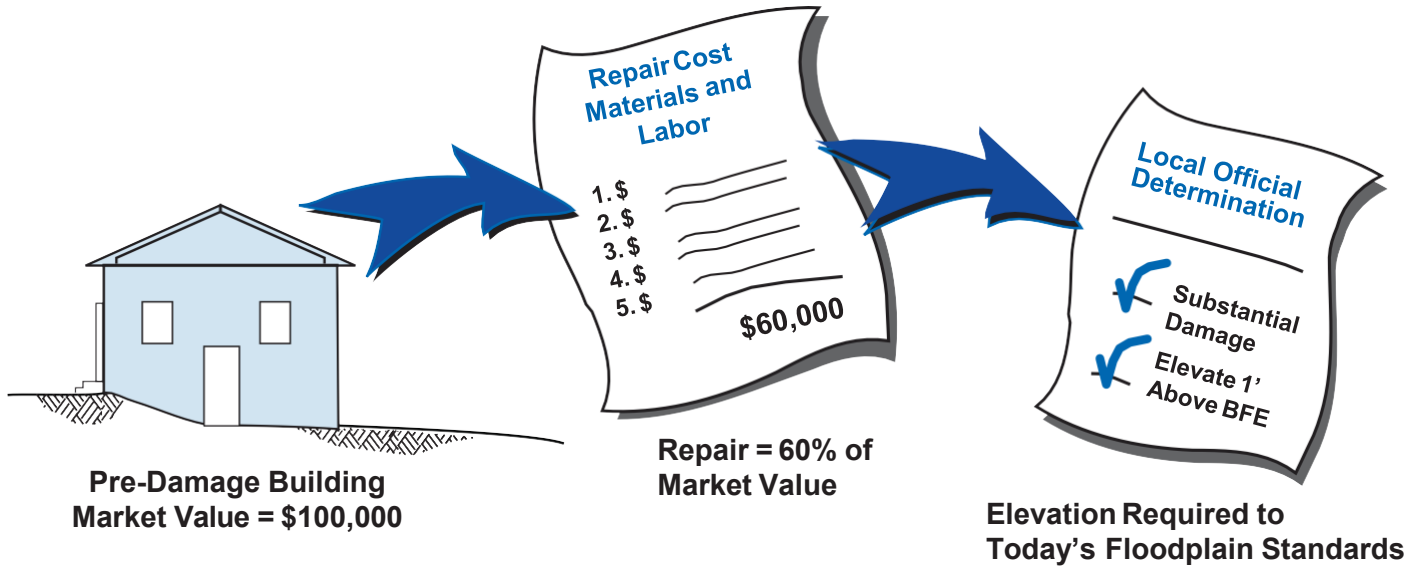 Pre-Damage Building
Market Value = $100,000
Repair Cost
Materials and
Labor
1. $
2. $
3. $
4. $
5. $
$60,000
Repair = 60% of
Market Value
Local Official
Determination
Substantial
Damage
Elevate 1’
Above BFE
Elevation Required to
Today’s Floodplain Standards